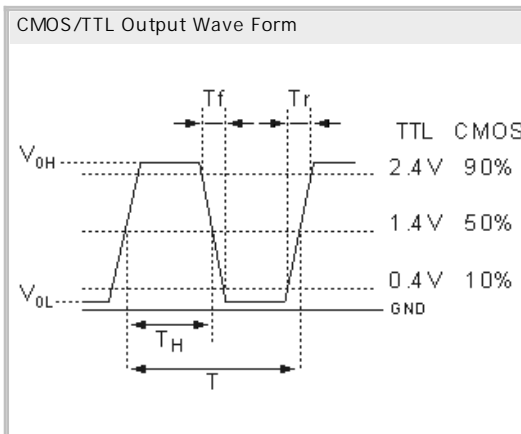 CMOS/TTL Output Wave Form
Tf Tr
TTL CMOS
VOH 2.4V 90%
1.4V 50%
0.4V 10%
VOL
GND
TH
T